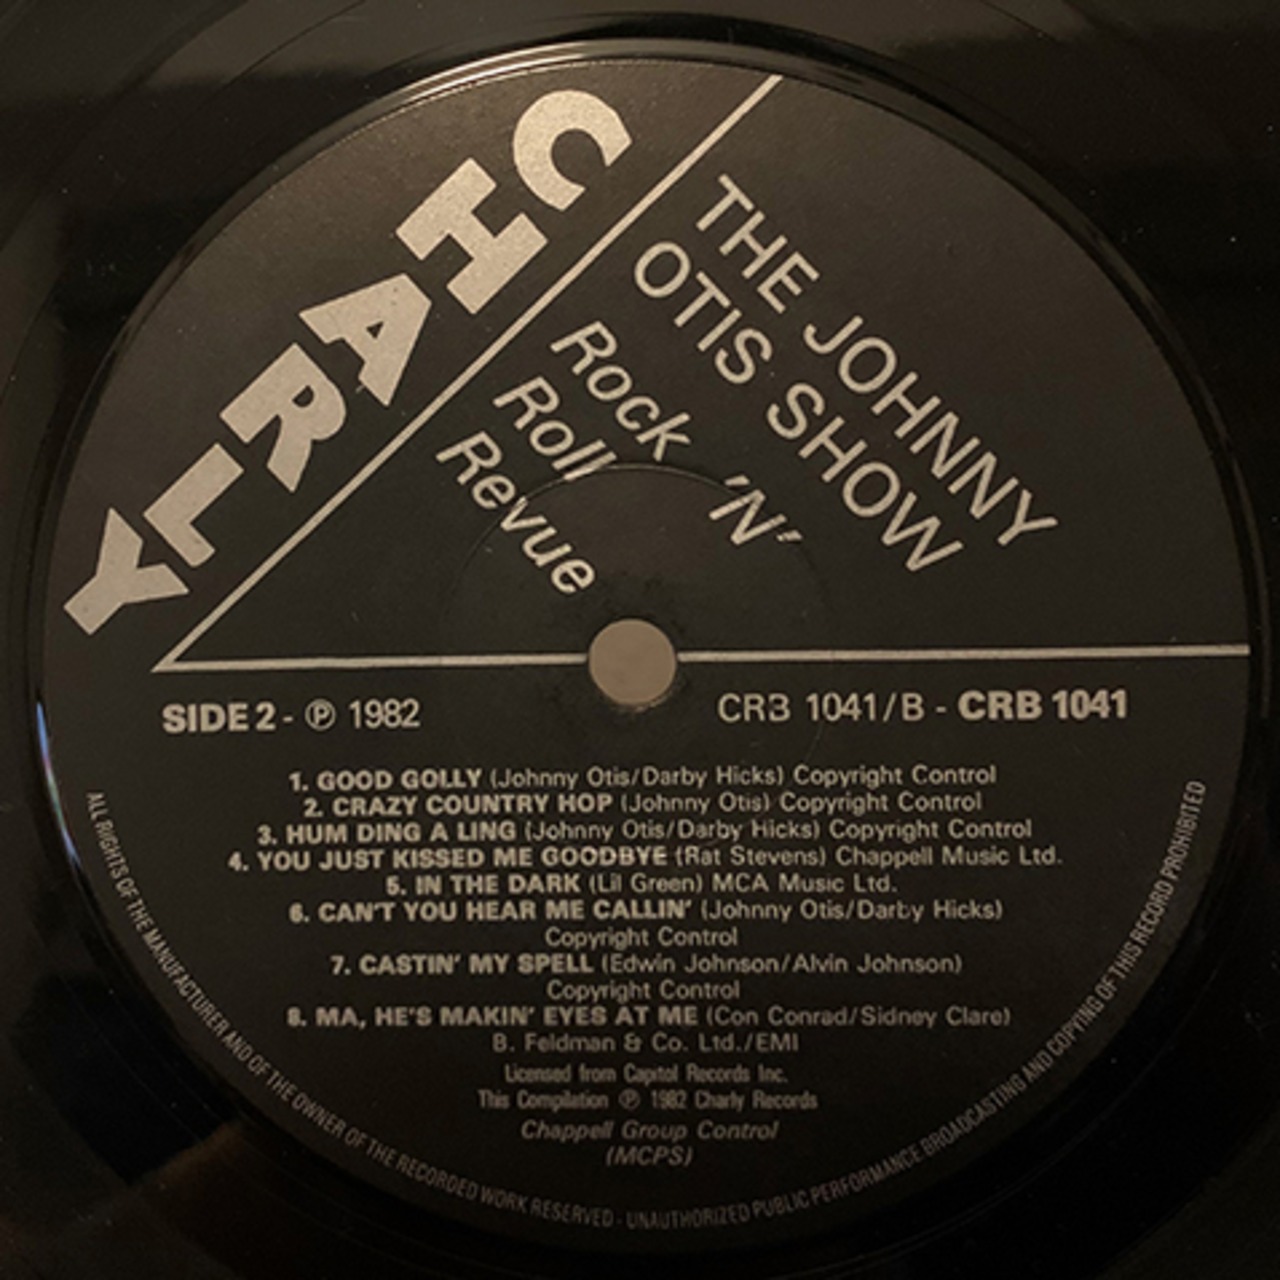 CHARLY
THE JOHNNY
OTIS SHOW
Rock 'N'
Roll
Revue
SIDE 2 - ℗ 1982
CRB 1041/B - CRB 1041
1. GOOD GOLLY (Johnny Otis/Darby Hicks) Copyright Control
2. CRAZY COUNTRY HOP (Johnny Otis) Copyright Control
3. HUM DING A LING (Johnny Otis/Darby Hicks) Copyright Control
4. YOU JUST KISSED ME GOODBYE (Rat Stevens) Chappell Music Ltd.
5. IN THE DARK (Lil Green) MCA Music Ltd.
6. CAN'T YOU HEAR ME CALLIN' (Johnny Otis/Darby Hicks)
Copyright Control
7. CASTIN' MY SPELL (Edwin Johnson/Alvin Johnson)
Copyright Control
8. MA, HE'S MAKIN' EYES AT ME (Con Conrad/Sidney Clare)
B. Feldman & Co. Ltd./EMI
Licensed from Capitol Records Inc.
This Compilation ℗ 1982 Charly Records
Chappell Group Control
(MCPS)
ALL RIGHTS OF THE MANUFACTURER AND OF THE OWNER OF THE RECORDED WORK RESERVED - UNAUTHORIZED PUBLIC PERFORMANCE BROADCASTING AND COPYING OF THIS RECORD PROHIBITED